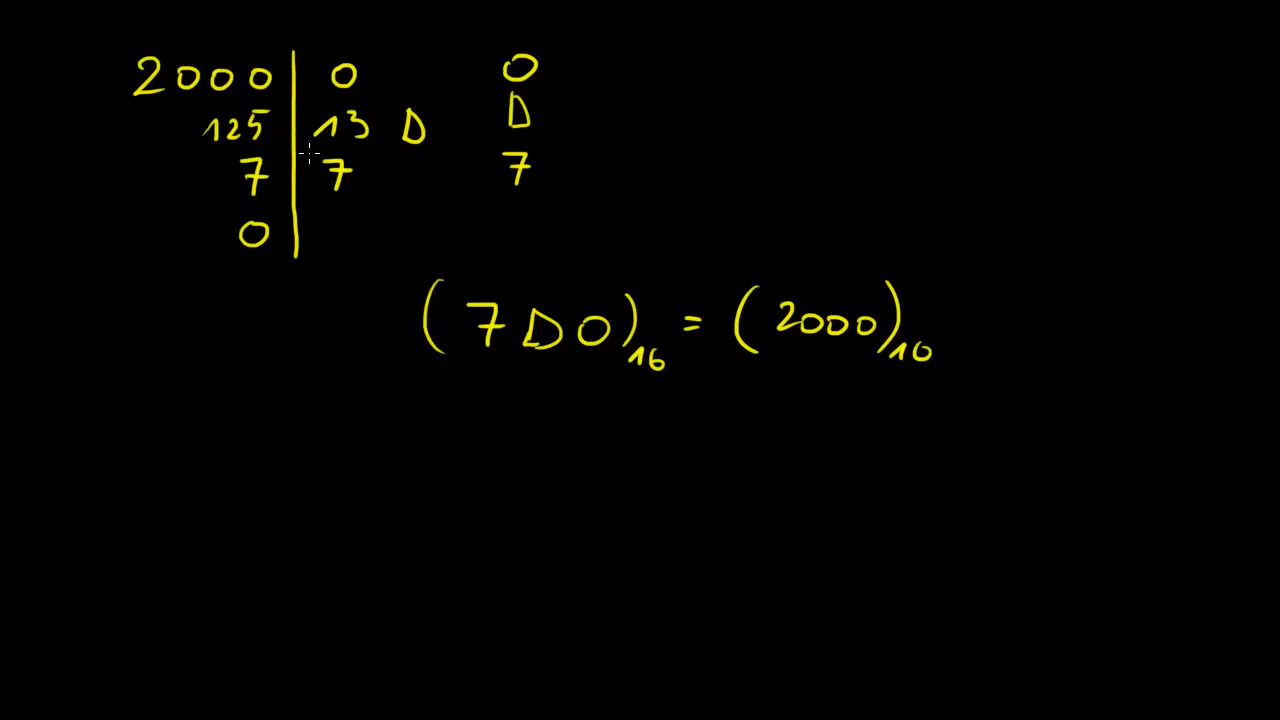 2000 | 0 0
125 | 13 D D
7 | 7 7
0 |
(7D0)₁₆ = (2000)₁₀